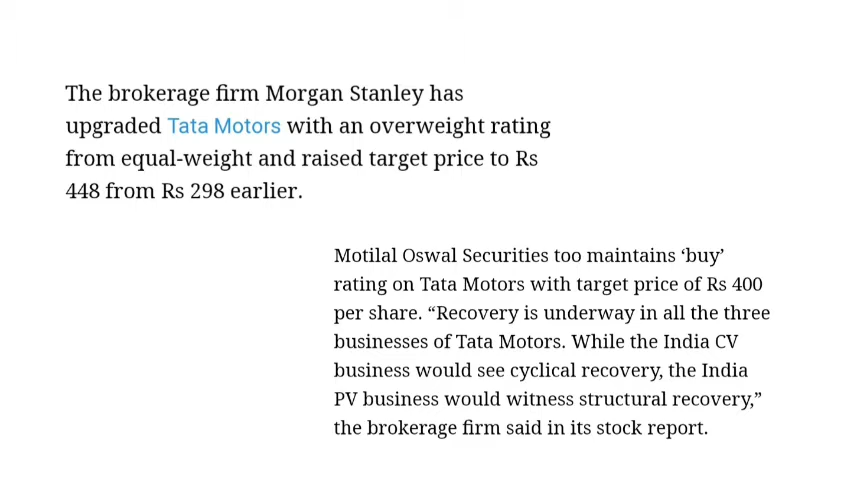 The brokerage firm Morgan Stanley has
upgraded Tata Motors with an overweight rating
from equal-weight and raised target price to Rs
448 from Rs 298 earlier.
Motilal Oswal Securities too maintains ‘buy’
rating on Tata Motors with target price of Rs 400
per share. “Recovery is underway in all the three
businesses of Tata Motors. While the India CV
business would see cyclical recovery, the India
PV business would witness structural recovery,”
the brokerage firm said in its stock report.